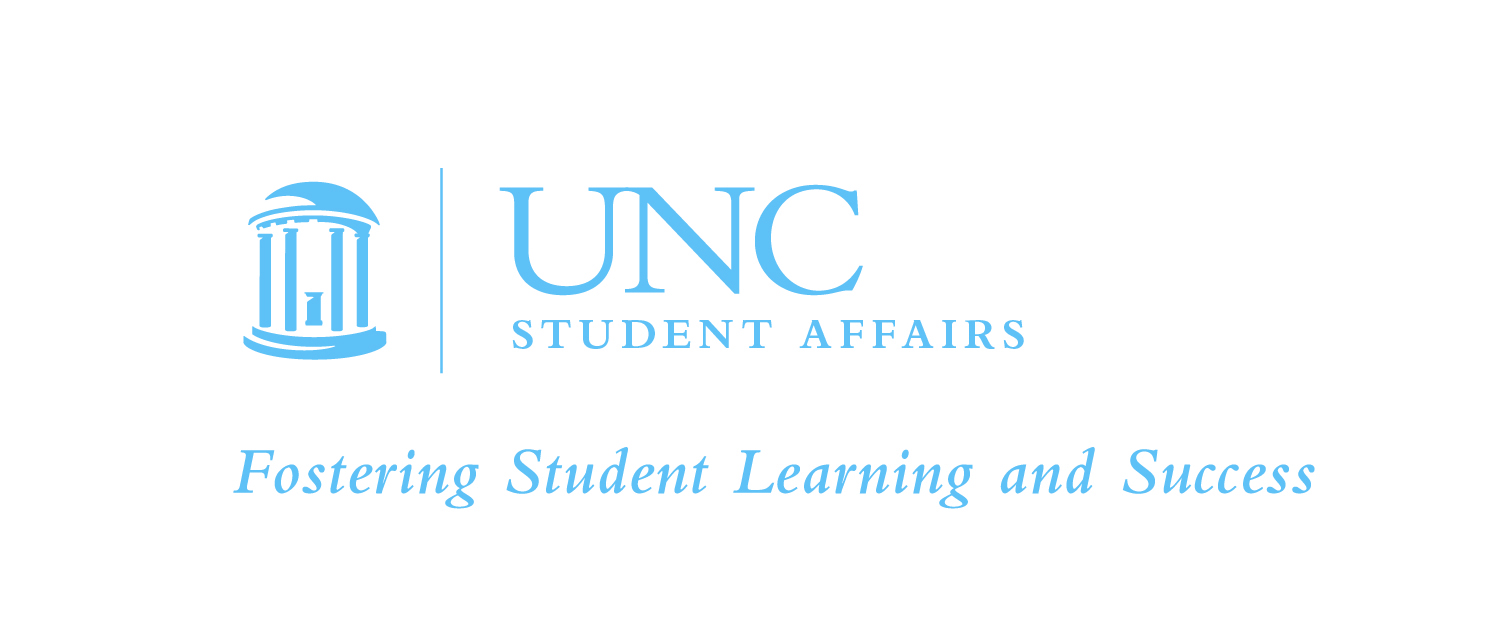 UNC
STUDENT AFFAIRS
Fostering Student Learning and Success